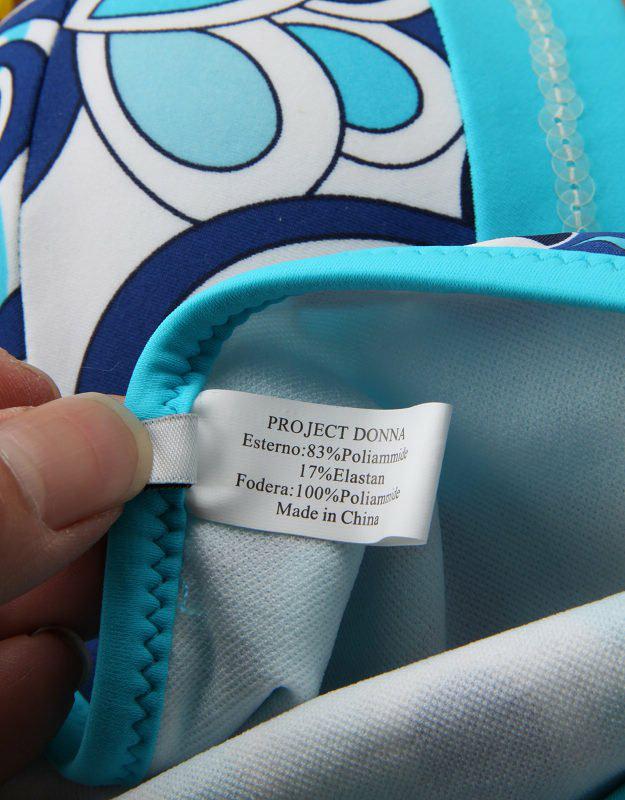 PROJECT DONNA
Esterno:83%Poliammide
17%Elastan
Fodera:100%Poliammide
Made in China